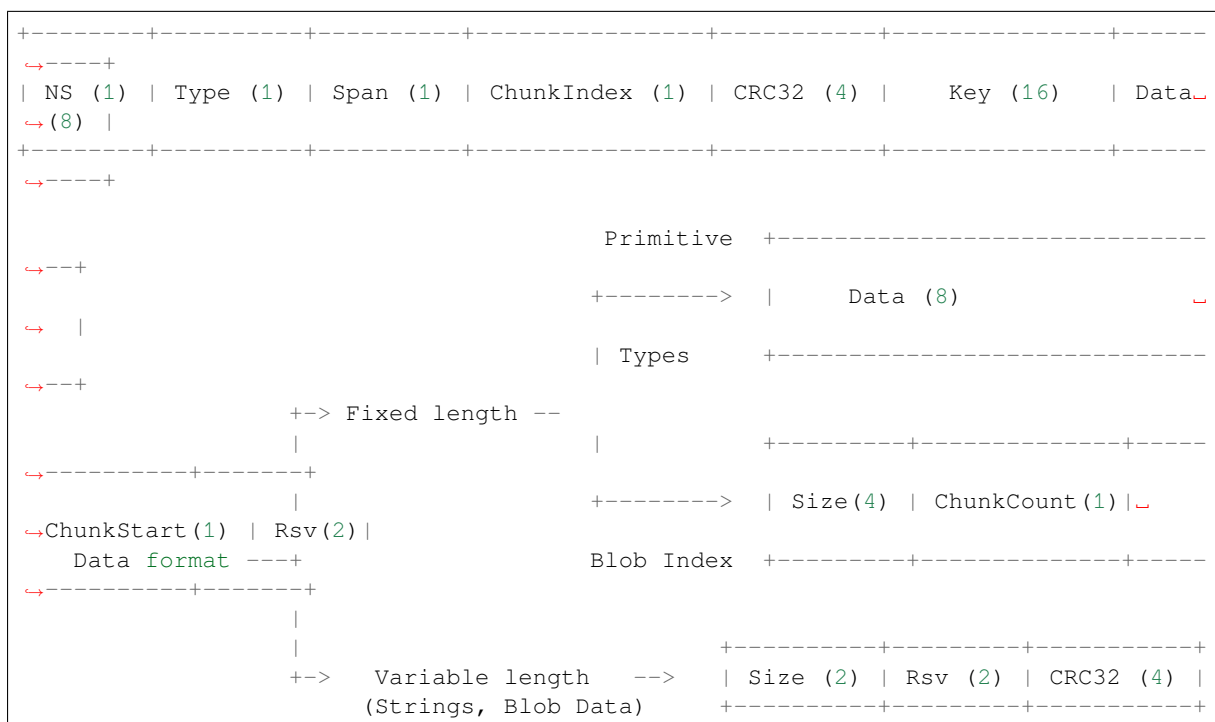 +--------+----------+----------+---------------+-----------+--------------+------
↪----+
| NS (1) | Type (1) | Span (1) | ChunkIndex (1) | CRC32 (4) |    Key (16)   | Data␣
↪(8) |
+--------+----------+----------+---------------+-----------+--------------+------
↪----+
Primitive  +------------------------------
↪--+
+-------->  |     Data (8)                ␣
↪  |
| Types     +------------------------------
↪--+
+-> Fixed length --
|                    |           +---------+--------------+-----
↪----------+-------+
|                    +-------->  | Size(4) | ChunkCount(1)|␣
↪ChunkStart(1) | Rsv(2)|
Data format ---+                    Blob Index  +---------+--------------+-----
↪----------+-------+
|
|                             +----------+---------+-----------+
+->   Variable length   -->   | Size (2) | Rsv (2) | CRC32 (4) |
(Strings, Blob Data)     +----------+---------+-----------+